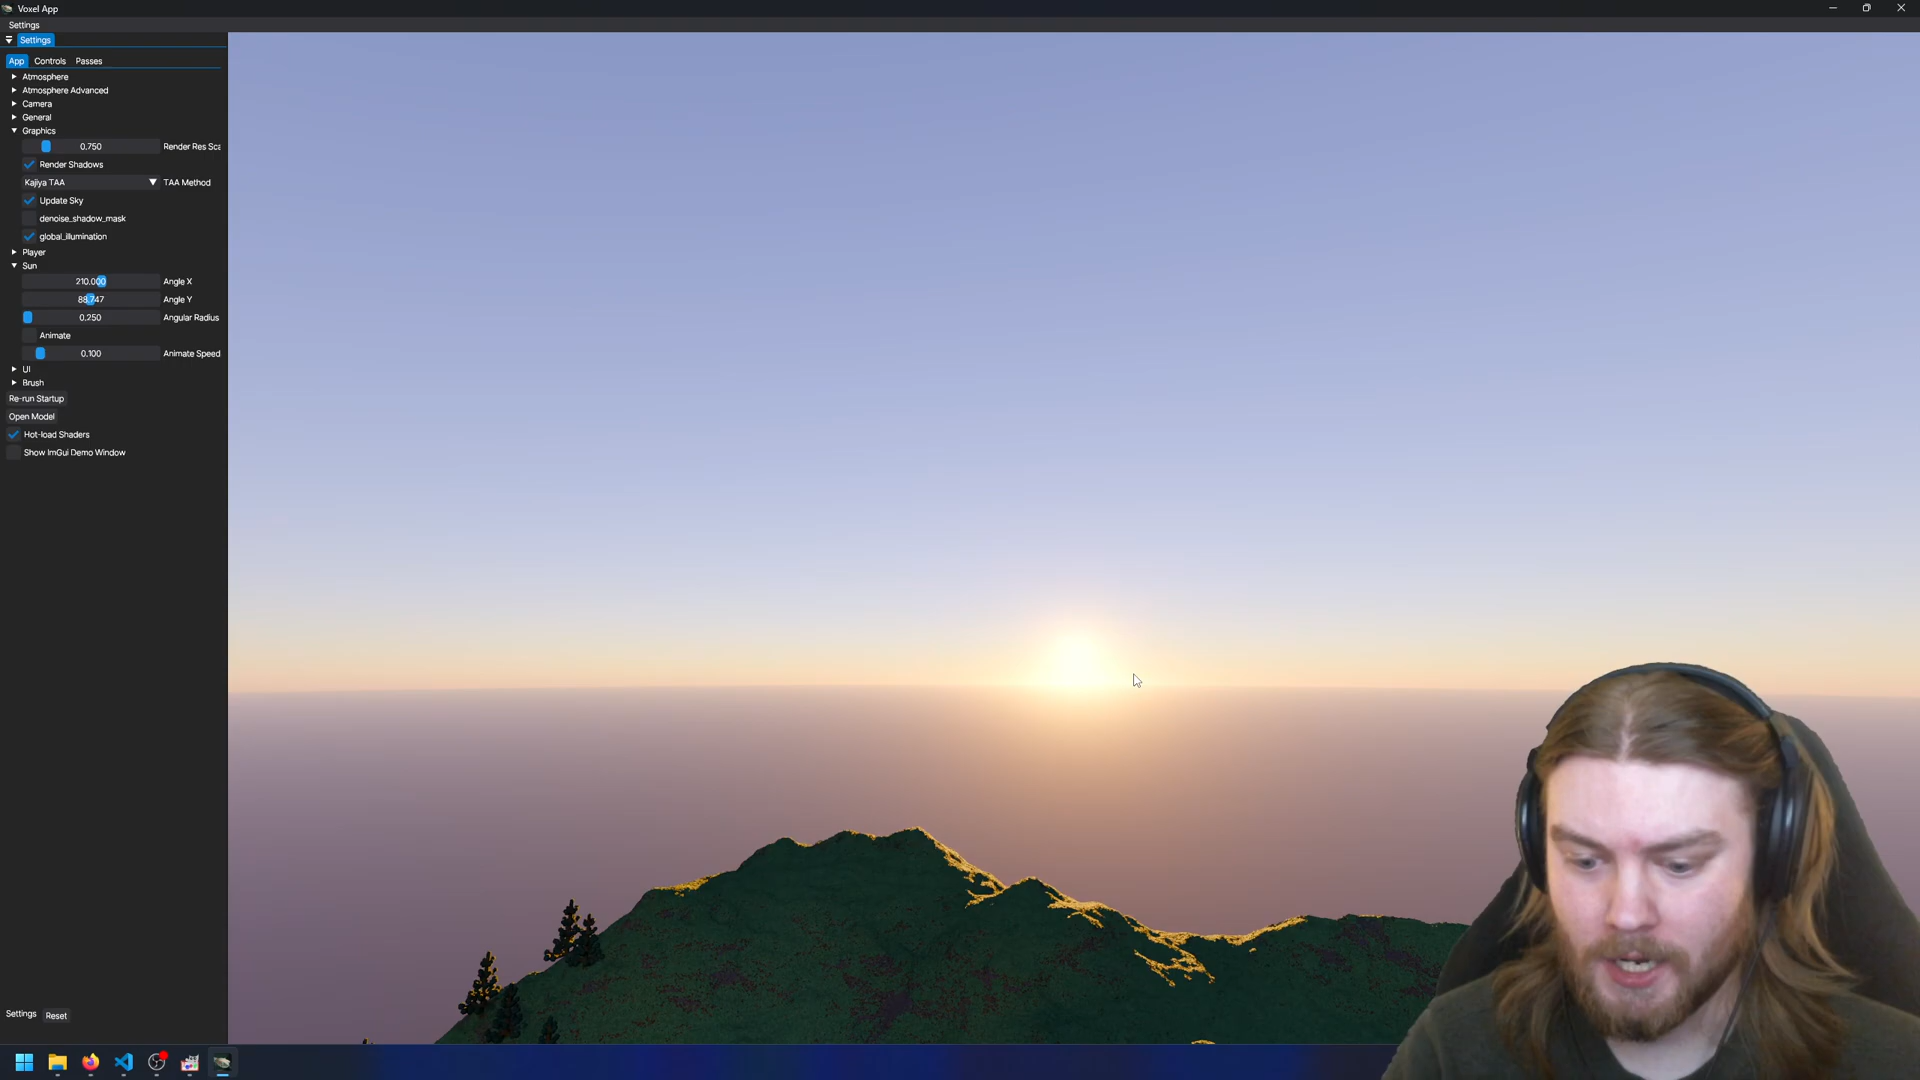 Voxel App
Settings
Settings
App Controls Passes
Atmosphere
Atmosphere Advanced
Camera
General
Graphics
0.750 Render Res Sca
Render Shadows
Kajiya TAA TAA Method
Update Sky
denoise_shadow_mask
global_illumination
Player
Sun
210.000 Angle X
88.747 Angle Y
0.250 Angular Radius
Animate
0.100 Animate Speed
UI
Brush
Re-run Startup
Open Model
Hot-load Shaders
Show ImGui Demo Window
Settings Reset